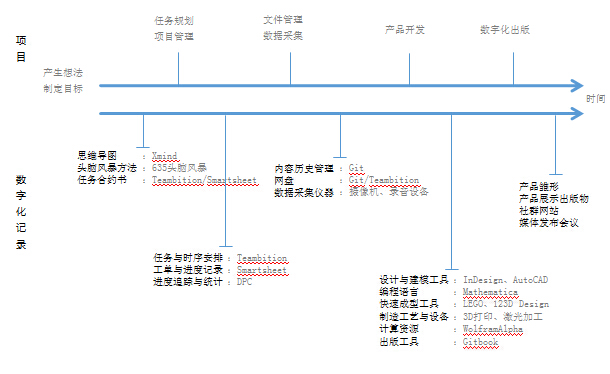 任务规划
项目管理
文件管理
数据采集
产品开发
数字化出版
项目
产生想法
制定目标
时间
思维导图 ：Xmind
头脑风暴方法 ：635头脑风暴
任务合约书 ：Teambition/Smartsheet
内容历史管理 ：Git
网盘 ：Git/Teambition
数据采集仪器 ：摄像机、录音设备
数字化记录
产品雏形
产品展示出版物
社群网站
媒体发布会议
任务与时序安排 ：Teambition
工单与进度记录 ：Smartsheet
进度追踪与统计 ：DPC
设计与建模工具 ：InDesign、AutoCAD
编程语言 ：Mathematica
快速成型工具 ：LEGO、123D Design
制造工艺与设备 ：3D打印、激光加工
计算资源 ：WolframAlpha
出版工具 ：Gitbook